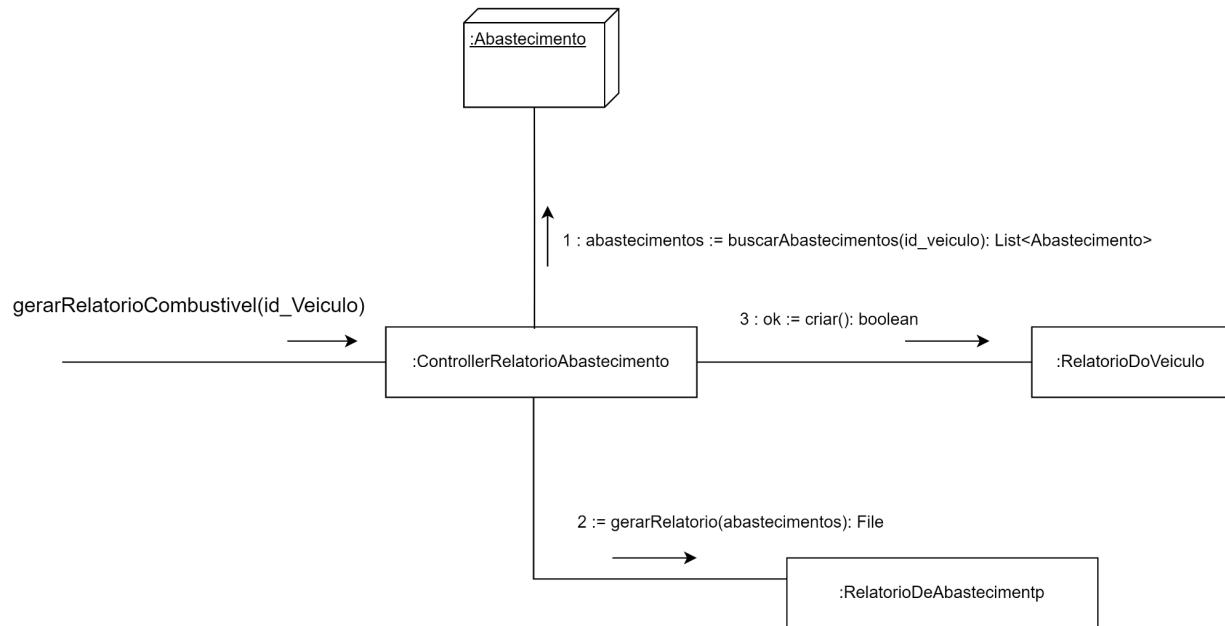 :Abastecimento
1 : abastecimentos := buscarAbastecimentos(id_veiculo): List<Abastecimento>
gerarRelatorioCombustivel(id_Veiculo)
3 : ok := criar(): boolean
:ControllerRelatorioAbastecimento
:RelatorioDoVeiculo
2 := gerarRelatorio(abastecimentos): File
:RelatorioDeAbastecimentp